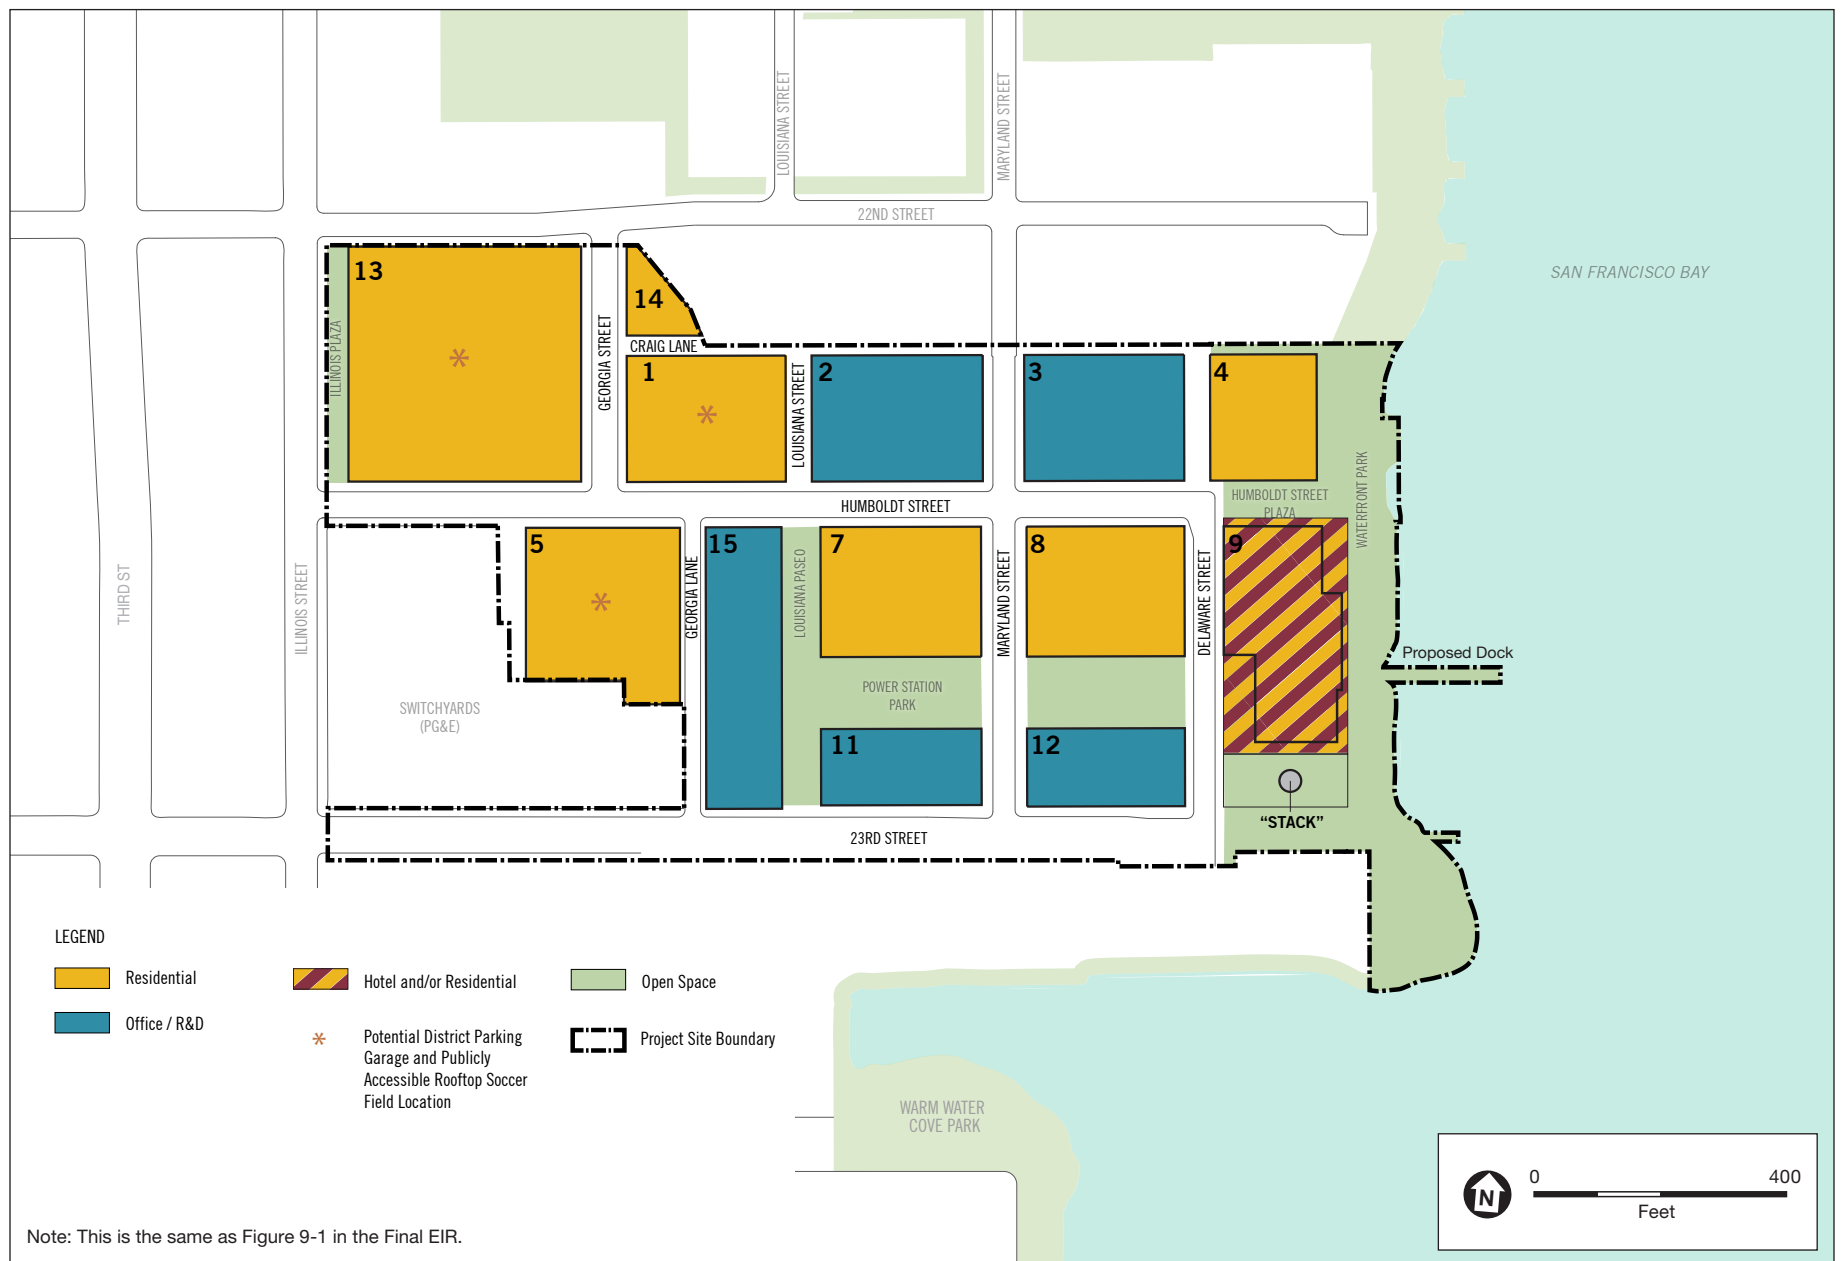 LOUISIANA STREET
MARYLAND STREET
22ND STREET
SAN FRANCISCO BAY
13
14
ILLINOIS PLAZA
*
GEORGIA STREET
CRAIG LANE
1
*
LOUISIANA STREET
2
3
4
HUMBOLDT STREET
PLAZA
WATERFRONT PARK
HUMBOLDT STREET
THIRD ST
ILLINOIS STREET
5
*
GEORGIA LANE
15
LOUISIANA PASEO
7
MARYLAND STREET
8
DELAWARE STREET
9
Proposed Dock
SWITCHYARDS
(PG&E)
POWER STATION
PARK
11
12
"STACK"
23RD STREET
LEGEND
Residential
Office / R&D
Hotel and/or Residential
*
Potential District Parking
Garage and Publicly
Accessible Rooftop Soccer
Field Location
Open Space
Project Site Boundary
WARM WATER
COVE PARK
N
0 400
Feet
Note: This is the same as Figure 9-1 in the Final EIR.